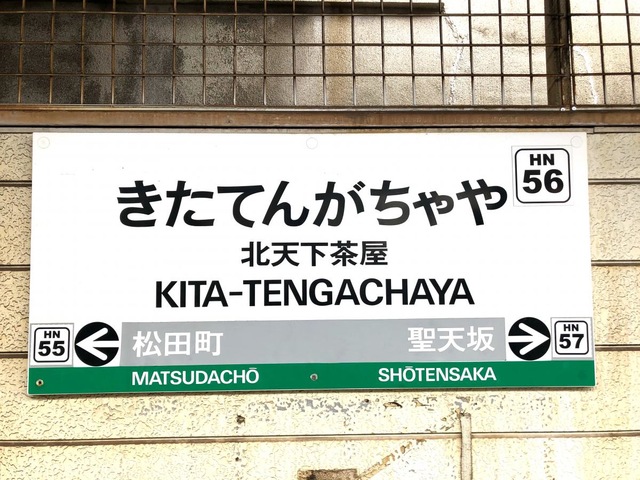 HN
56
きたてんがちゃや
北天下茶屋
KITA-TENGACHAYA
HN
55
松田町
聖天坂
HN
57
MATSUDACHŌ
SHŌTENSAKA